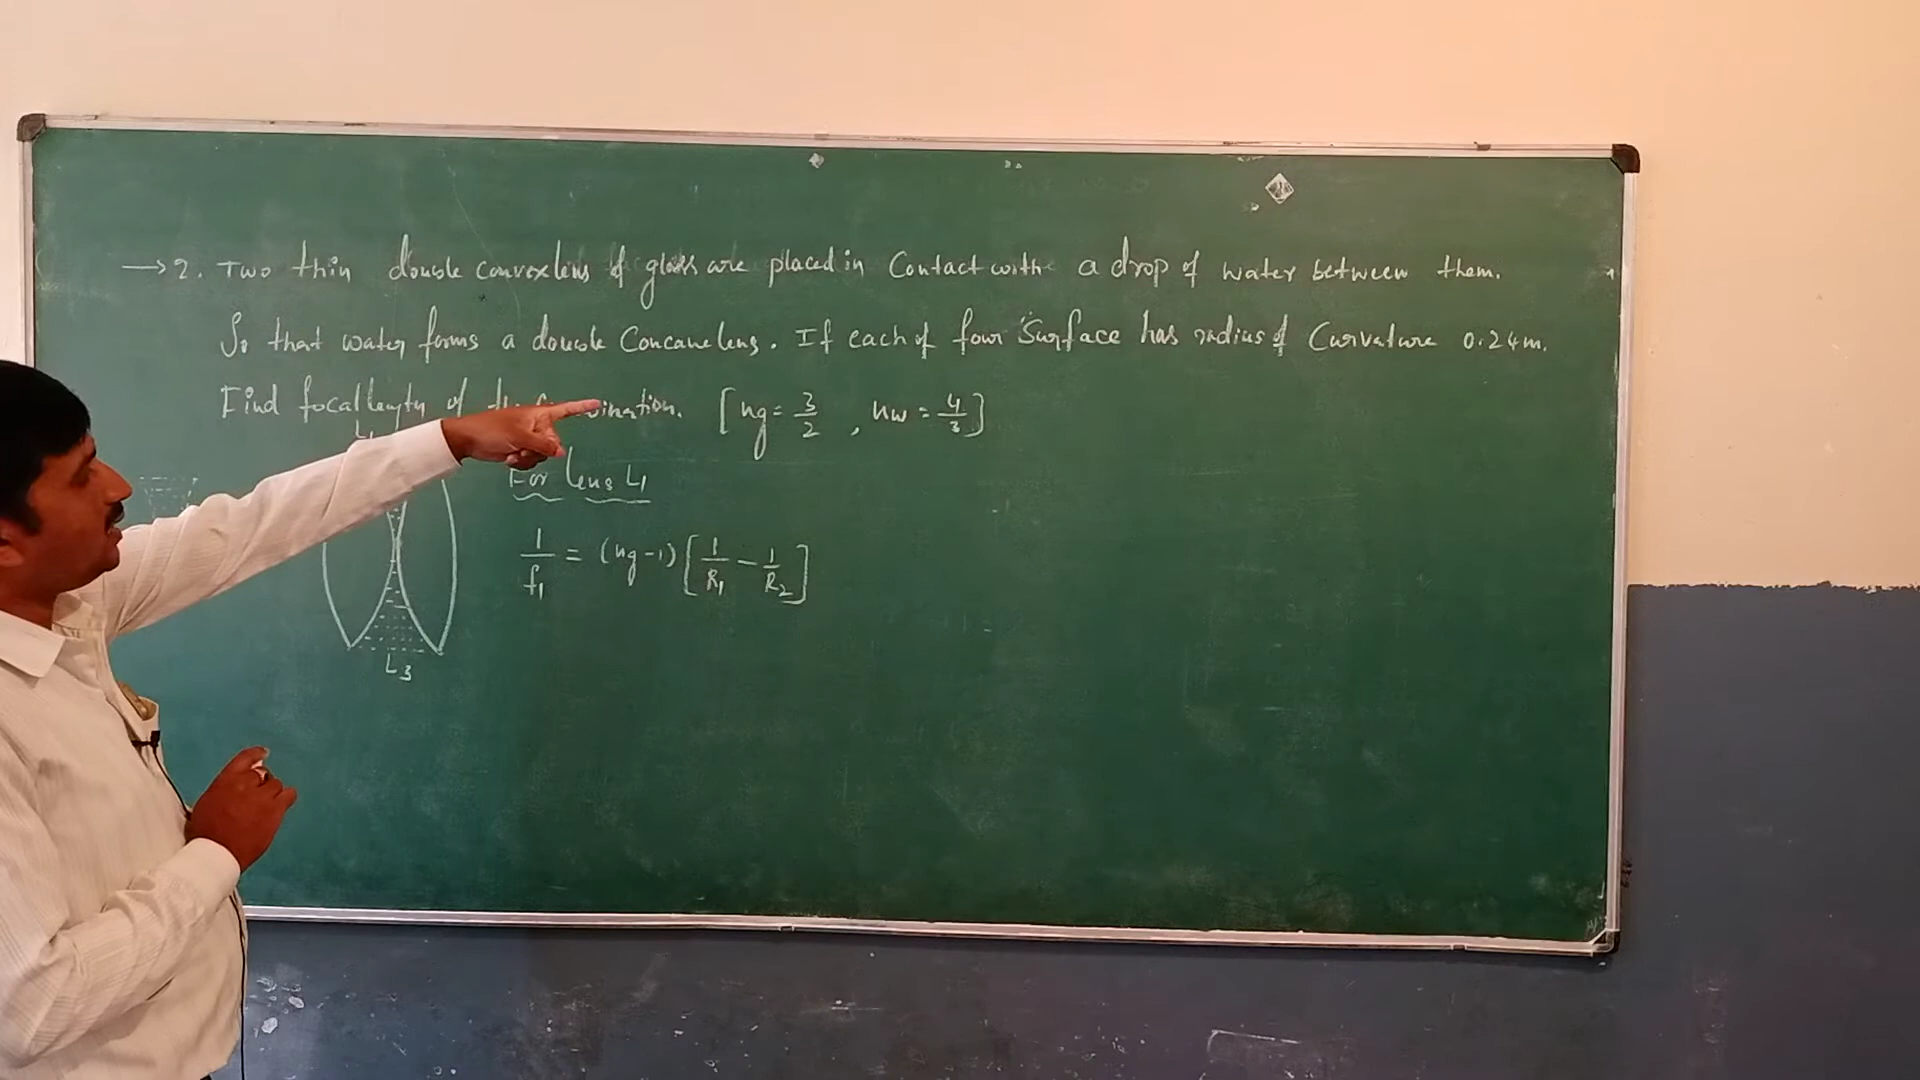 → 2. Two thin double convex lens of glass are placed in Contact with a drop of water between them.
So that water forms a double Concave lens. If each of four Surface has radius of Curvature 0.24m.
Find focal length of combination. [ng = 3/2 , nw = 4/3]
L1
For lens L1
1/f1 = (ng-1) [1/R1 - 1/R2]
L3